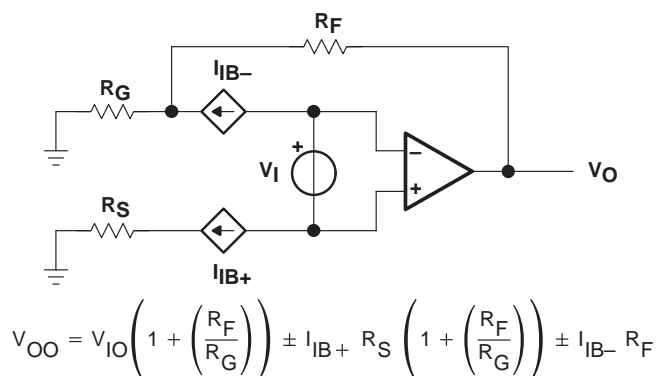 RF
IIB−
RG
+
−
VI
+
VO
RS
IIB+
VOO = VIO(1 + (RF/RG)) ± IIB+ RS (1 + (RF/RG)) ± IIB− RF